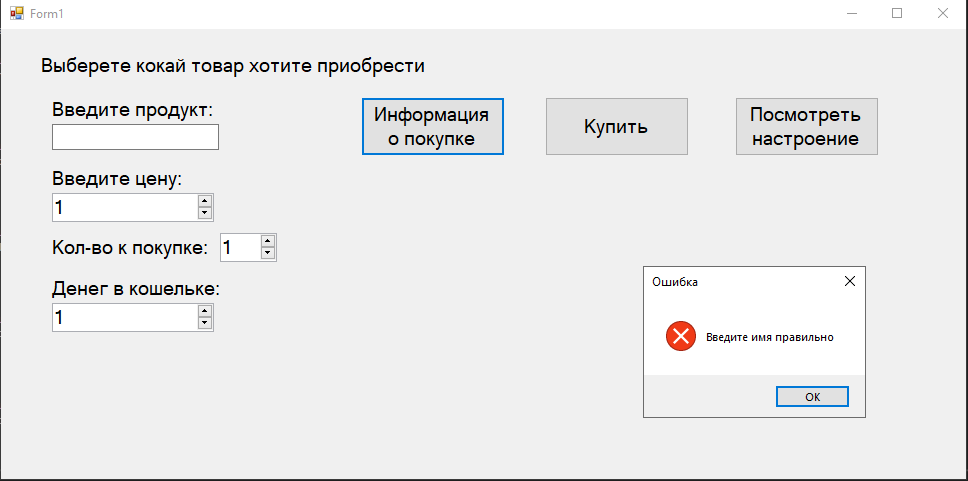 Form1
Выберете кокай товар хотите приобрести
Введите продукт:
Информация
о покупке
Купить
Посмотреть
настроение
Введите цену:
1
Кол-во к покупке: 1
Денег в кошельке:
1
Ошибка
Введите имя правильно
OK